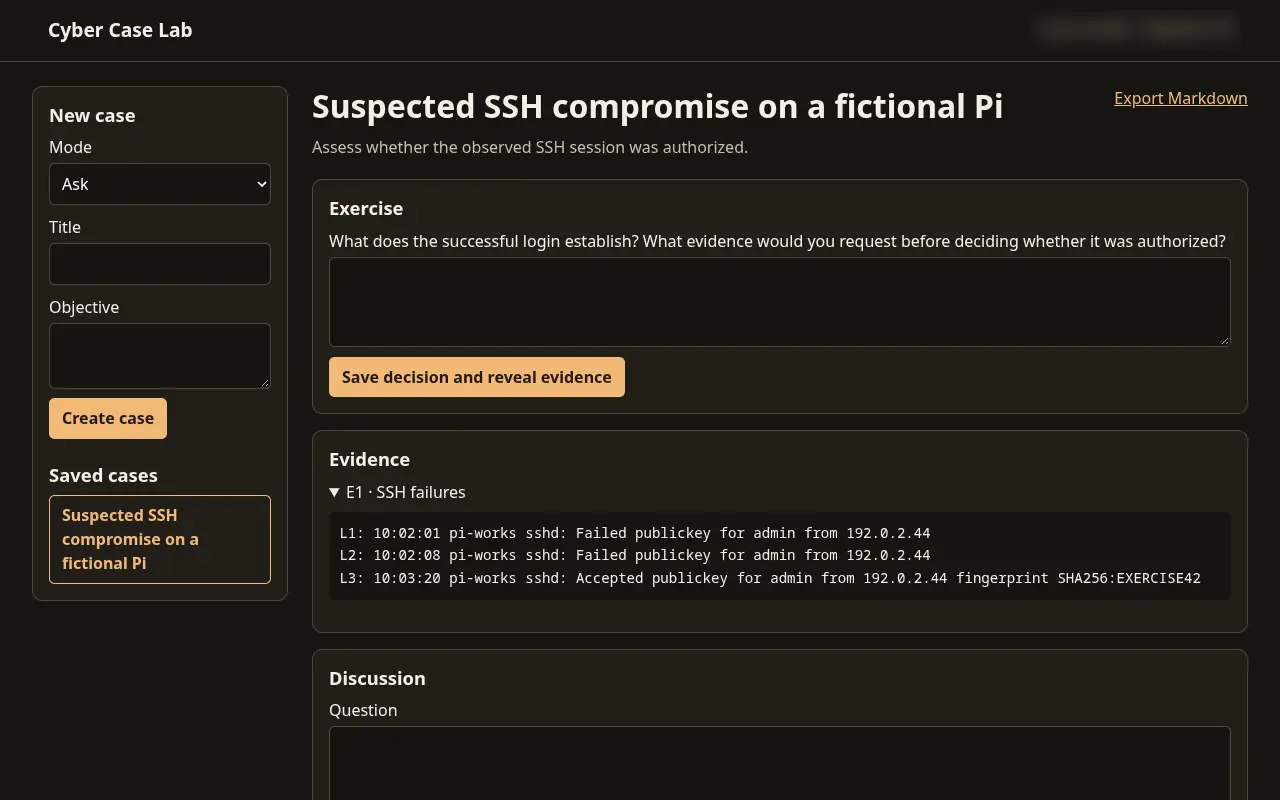 Cyber Case Lab
New case
Mode
Ask
Title
Objective
Create case
Saved cases
Suspected SSH
compromise on a
fictional Pi
Suspected SSH compromise on a fictional Pi
Export Markdown
Assess whether the observed SSH session was authorized.
Exercise
What does the successful login establish? What evidence would you request before deciding whether it was authorized?
Save decision and reveal evidence
Evidence
▼ E1 · SSH failures
L1: 10:02:01 pi-works sshd: Failed publickey for admin from 192.0.2.44
L2: 10:02:08 pi-works sshd: Failed publickey for admin from 192.0.2.44
L3: 10:03:20 pi-works sshd: Accepted publickey for admin from 192.0.2.44 fingerprint SHA256:EXERCISE42
Discussion
Question